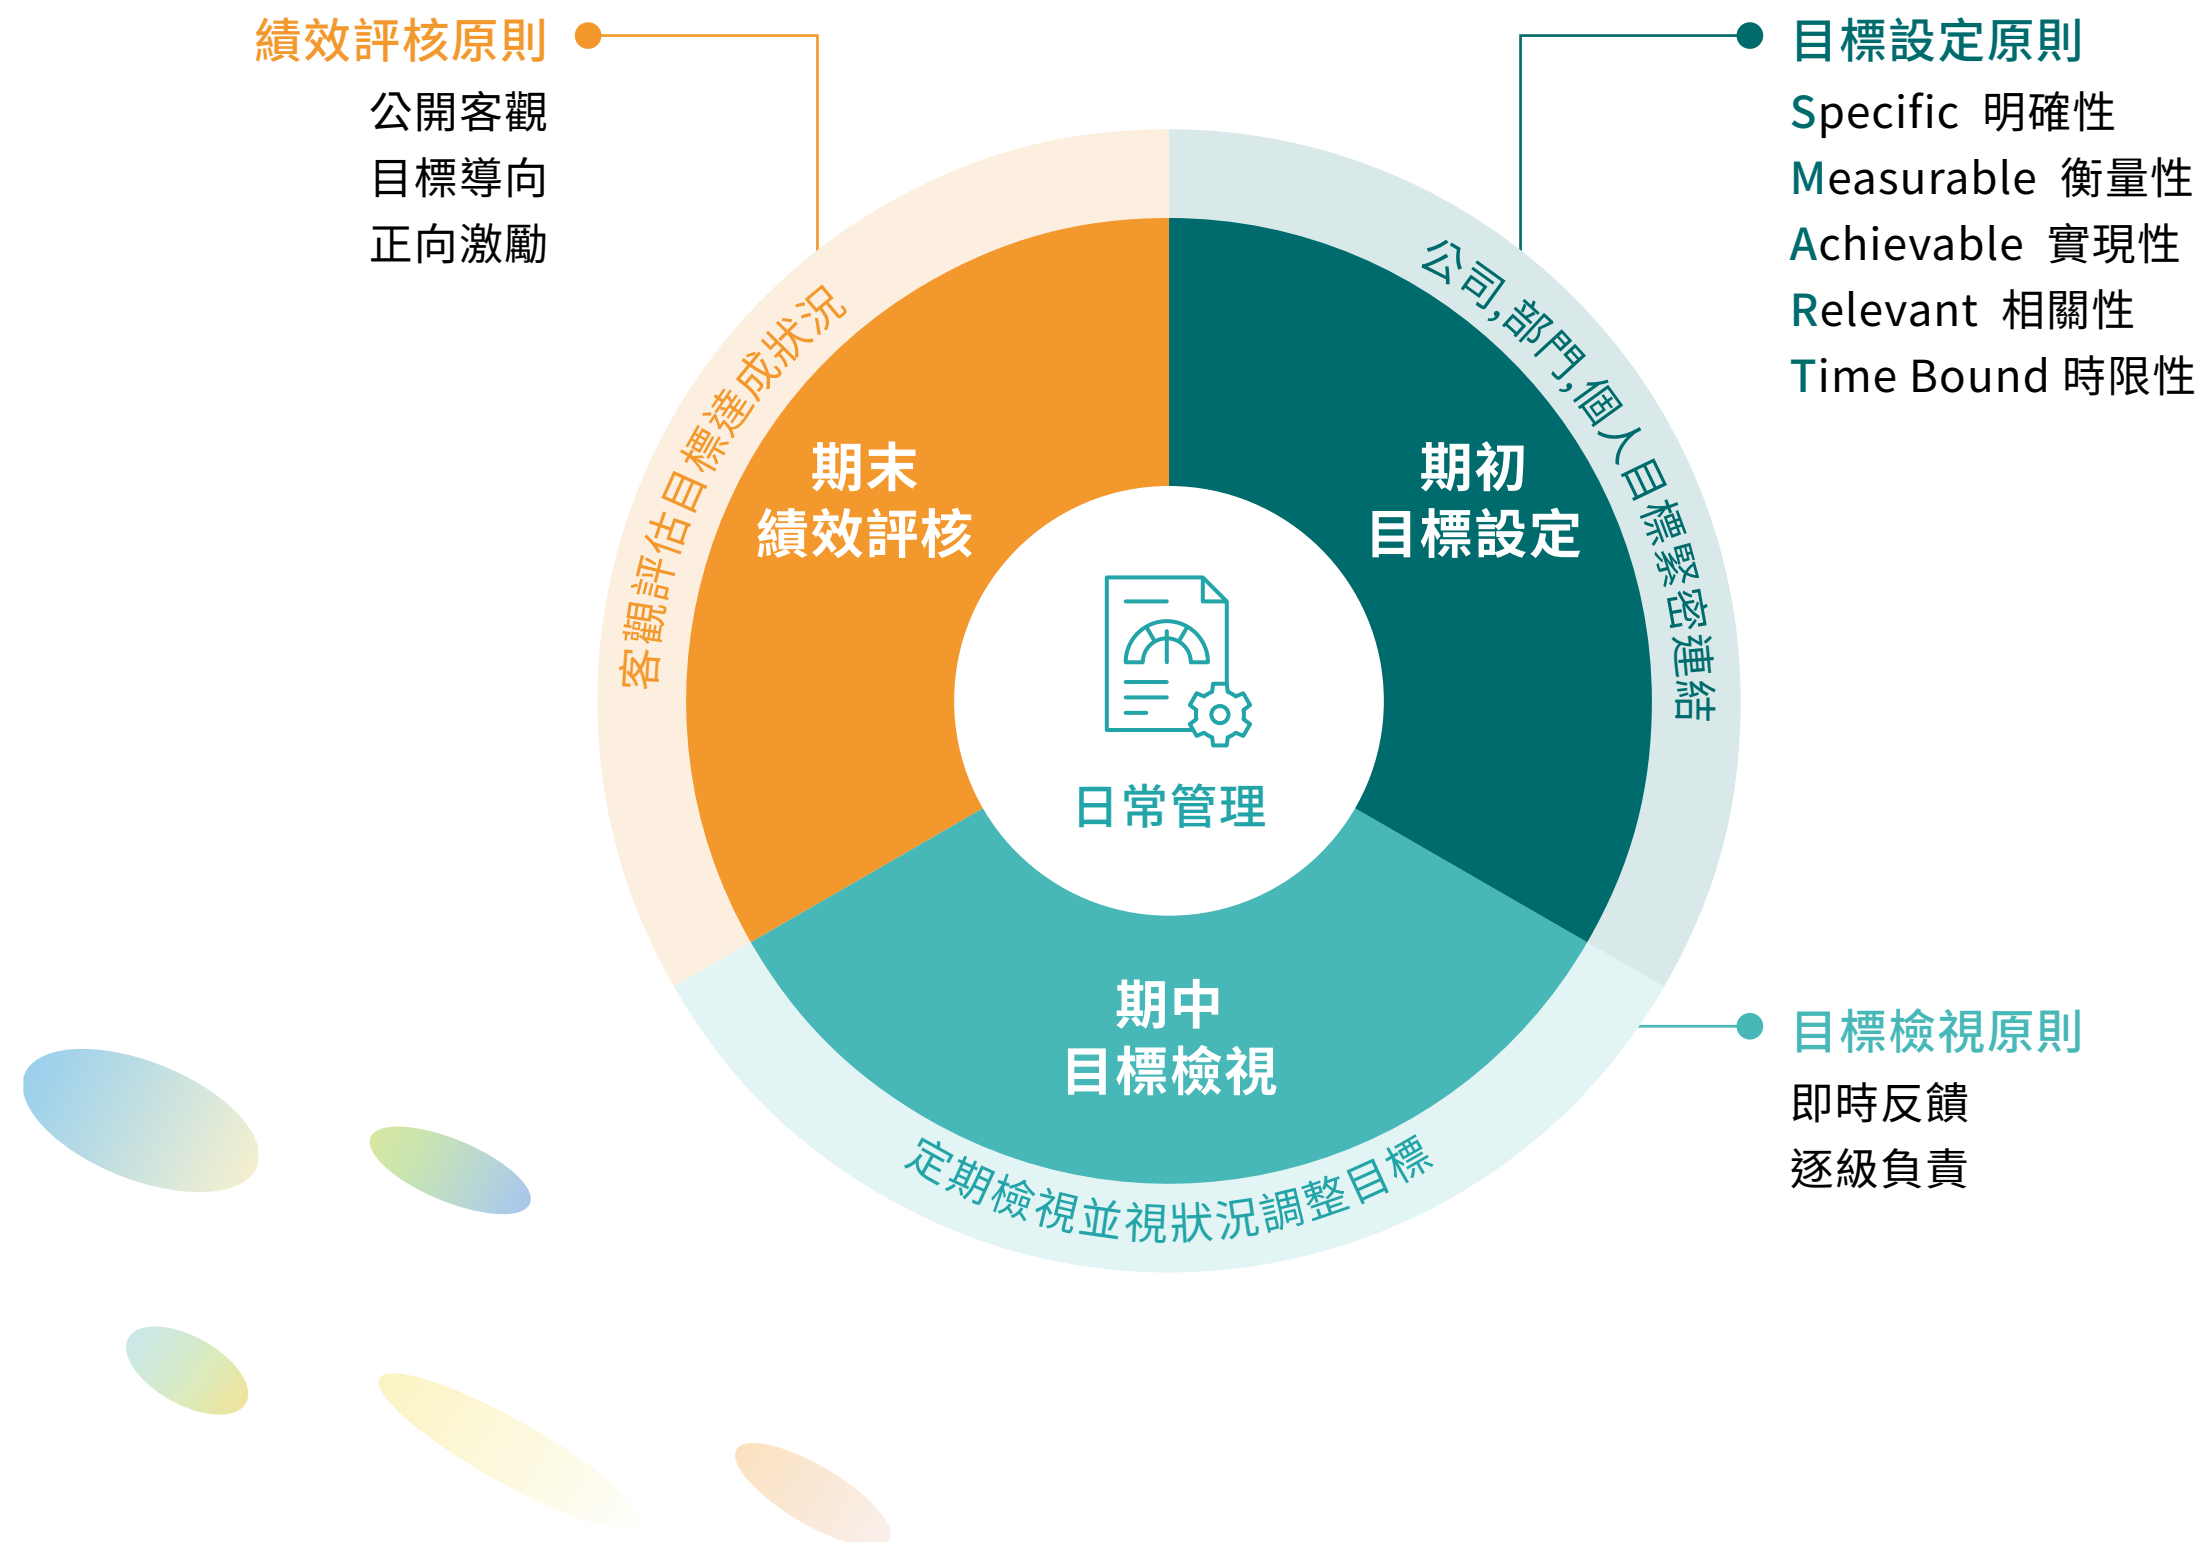 績效評核原則
公開客觀
目標導向
正向激勵
目標設定原則
Specific 明確性
Measurable 衡量性
Achievable 實現性
Relevant 相關性
Time Bound 時限性
客觀評估目標達成狀況
期末
績效評核
公司,部門,個人目標緊密連結
期初
目標設定
日常管理
期中
目標檢視
定期檢視並視狀況調整目標
目標檢視原則
即時反饋
逐級負責